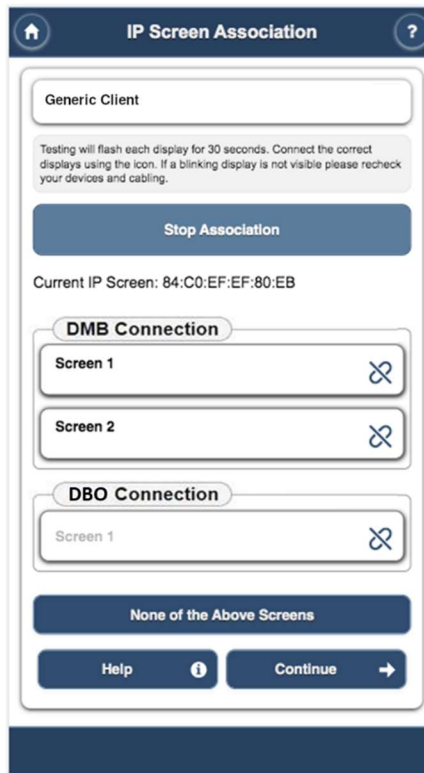 IP Screen Association
?
Generic Client
Testing will flash each display for 30 seconds. Connect the correct
displays using the icon. If a blinking display is not visible please recheck
your devices and cabling.
Stop Association
Current IP Screen: 84:C0:EF:EF:80:EB
DMB Connection
Screen 1
Screen 2
DBO Connection
Screen 1
None of the Above Screens
Help i
Continue